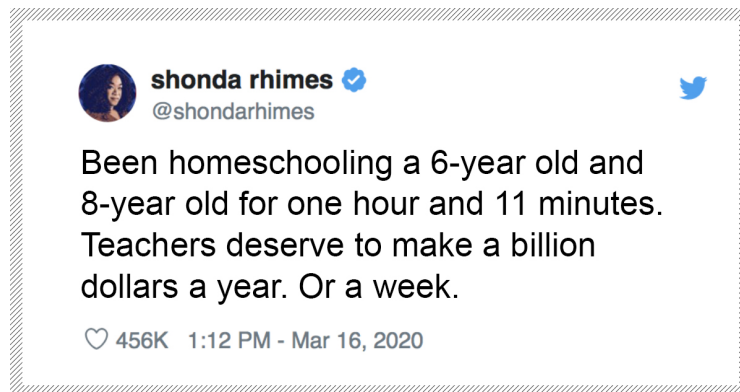 shonda rhimes
@shondarhimes
Been homeschooling a 6-year old and
8-year old for one hour and 11 minutes.
Teachers deserve to make a billion
dollars a year. Or a week.
456K 1:12 PM - Mar 16, 2020